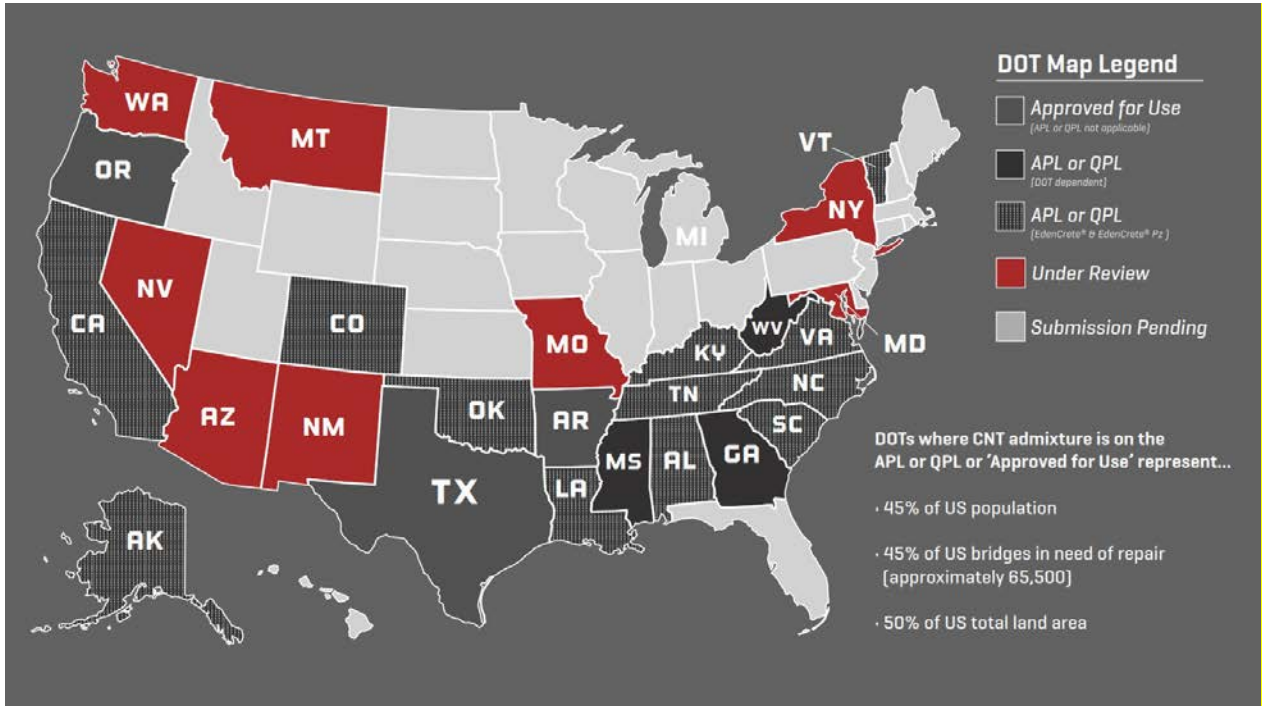 DOT Map Legend
Approved for Use
(APL or QPL not applicable)
APL or QPL
(DOT dependent)
APL or QPL
(EdenCrete® & EdenCrete® Pz )
Under Review
Submission Pending
WA
MT
OR
VT
NY
MI
NV
CA
CO
MO
WV
KY
VA
MD
AZ
NM
OK
AR
TN
NC
SC
MS
AL
GA
LA
TX
AK
DOTs where CNT admixture is on the
APL or QPL or 'Approved for Use' represent...
· 45% of US population
· 45% of US bridges in need of repair
(approximately 65,500)
· 50% of US total land area